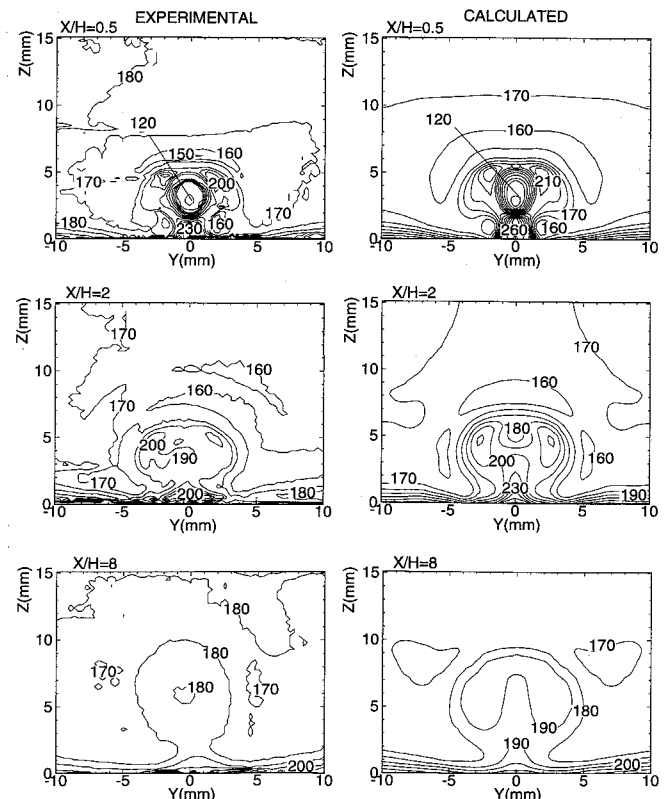 EXPERIMENTAL
CALCULATED
X/H=0.5
X/H=0.5
Z(mm)
15
10
5
0
180
120
150
160
170
200
170
180
230
160
-10 -5 0 5 10
Y(mm)
Z(mm)
15
10
5
0
170
160
120
210
170
260
160
-10 -5 0 5 10
Y(mm)
X/H=2
X/H=2
Z(mm)
15
10
5
0
170
160
160
170
200
190
170
200
180
-10 -5 0 5 10
Y(mm)
Z(mm)
15
10
5
0
170
160
180
200
160
170
230
190
-10 -5 0 5 10
Y(mm)
X/H=8
X/H=8
Z(mm)
15
10
5
0
180
180
170
180
170
200
-10 -5 0 5 10
Y(mm)
Z(mm)
15
10
5
0
170
180
190
190
200
-10 -5 0 5 10
Y(mm)